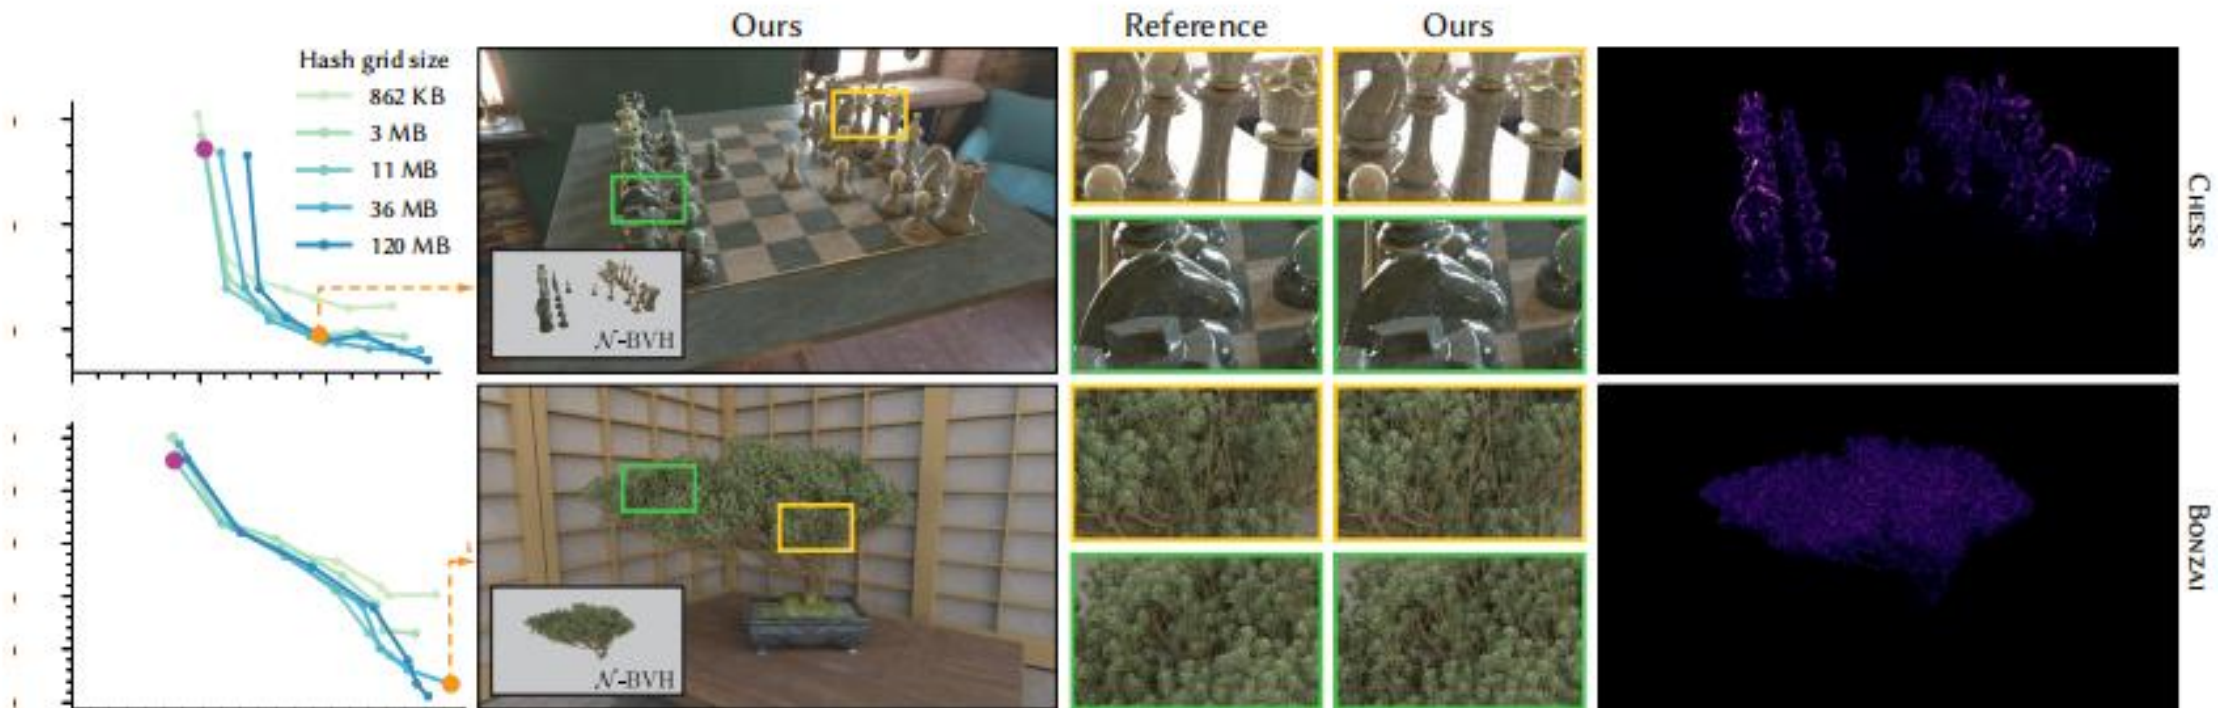 Ours
Reference
Ours
Hash grid size
862 KB
3 MB
11 MB
36 MB
120 MB
𝒩-BVH
CHESS
𝒩-BVH
BONZAI